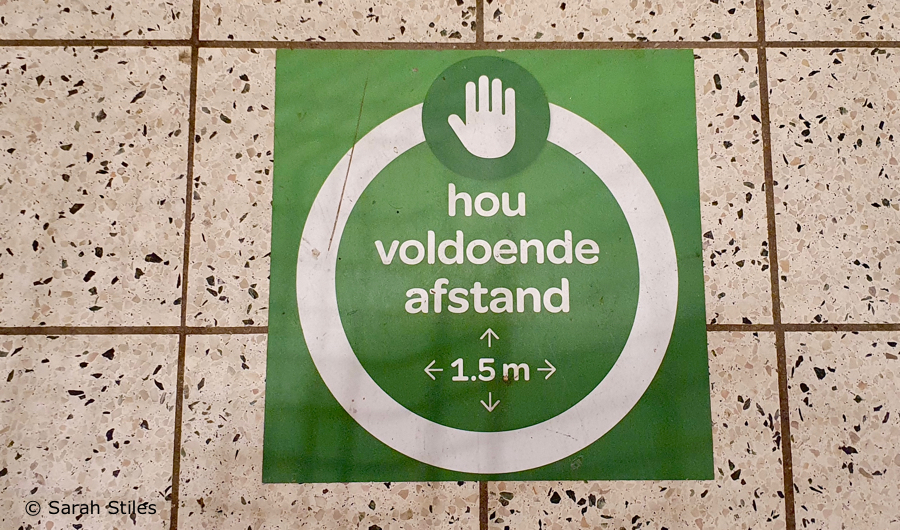 hou
voldoende
afstand
1.5 m
© Sarah Stiles